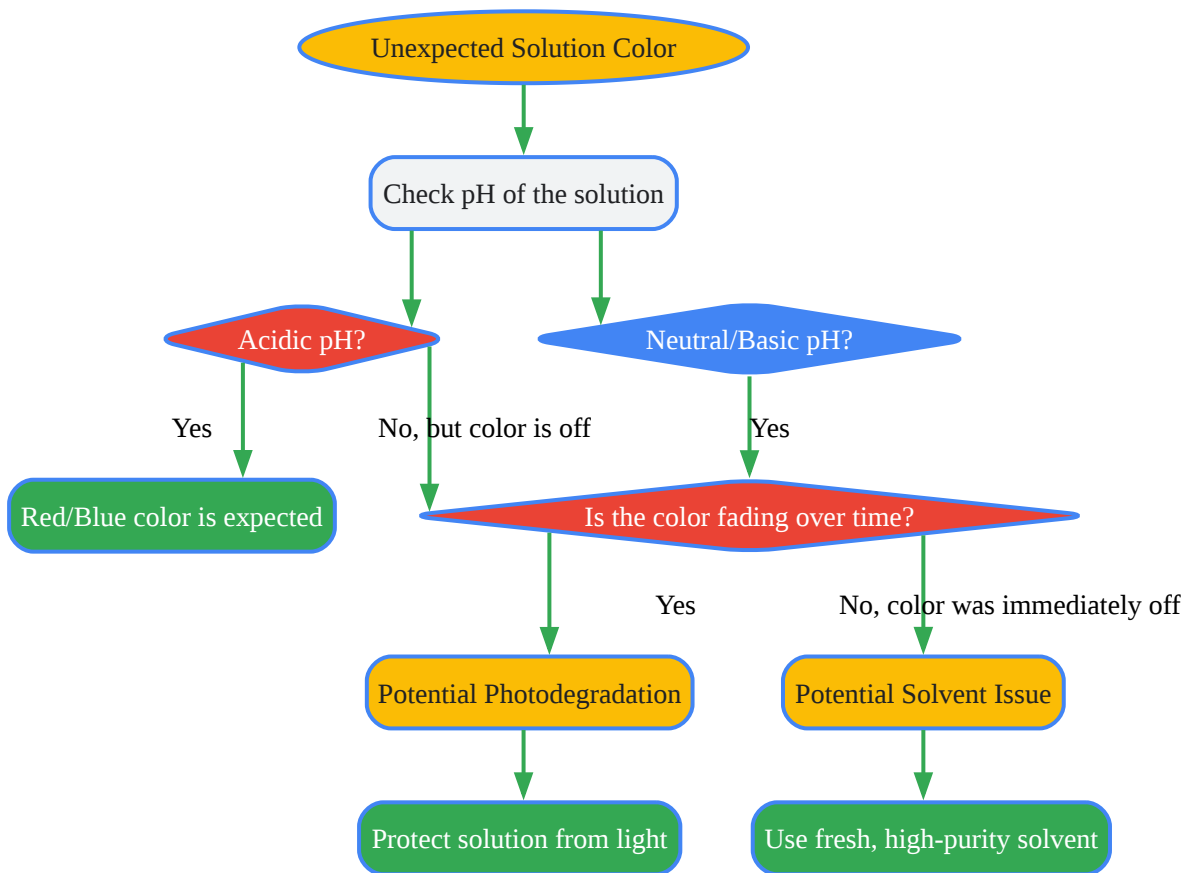 Unexpected Solution Color
Check pH of the solution
Acidic pH?
Neutral/Basic pH?
Yes
No, but color is off
Yes
Red/Blue color is expected
Is the color fading over time?
Yes
No, color was immediately off
Potential Photodegradation
Potential Solvent Issue
Protect solution from light
Use fresh, high-purity solvent